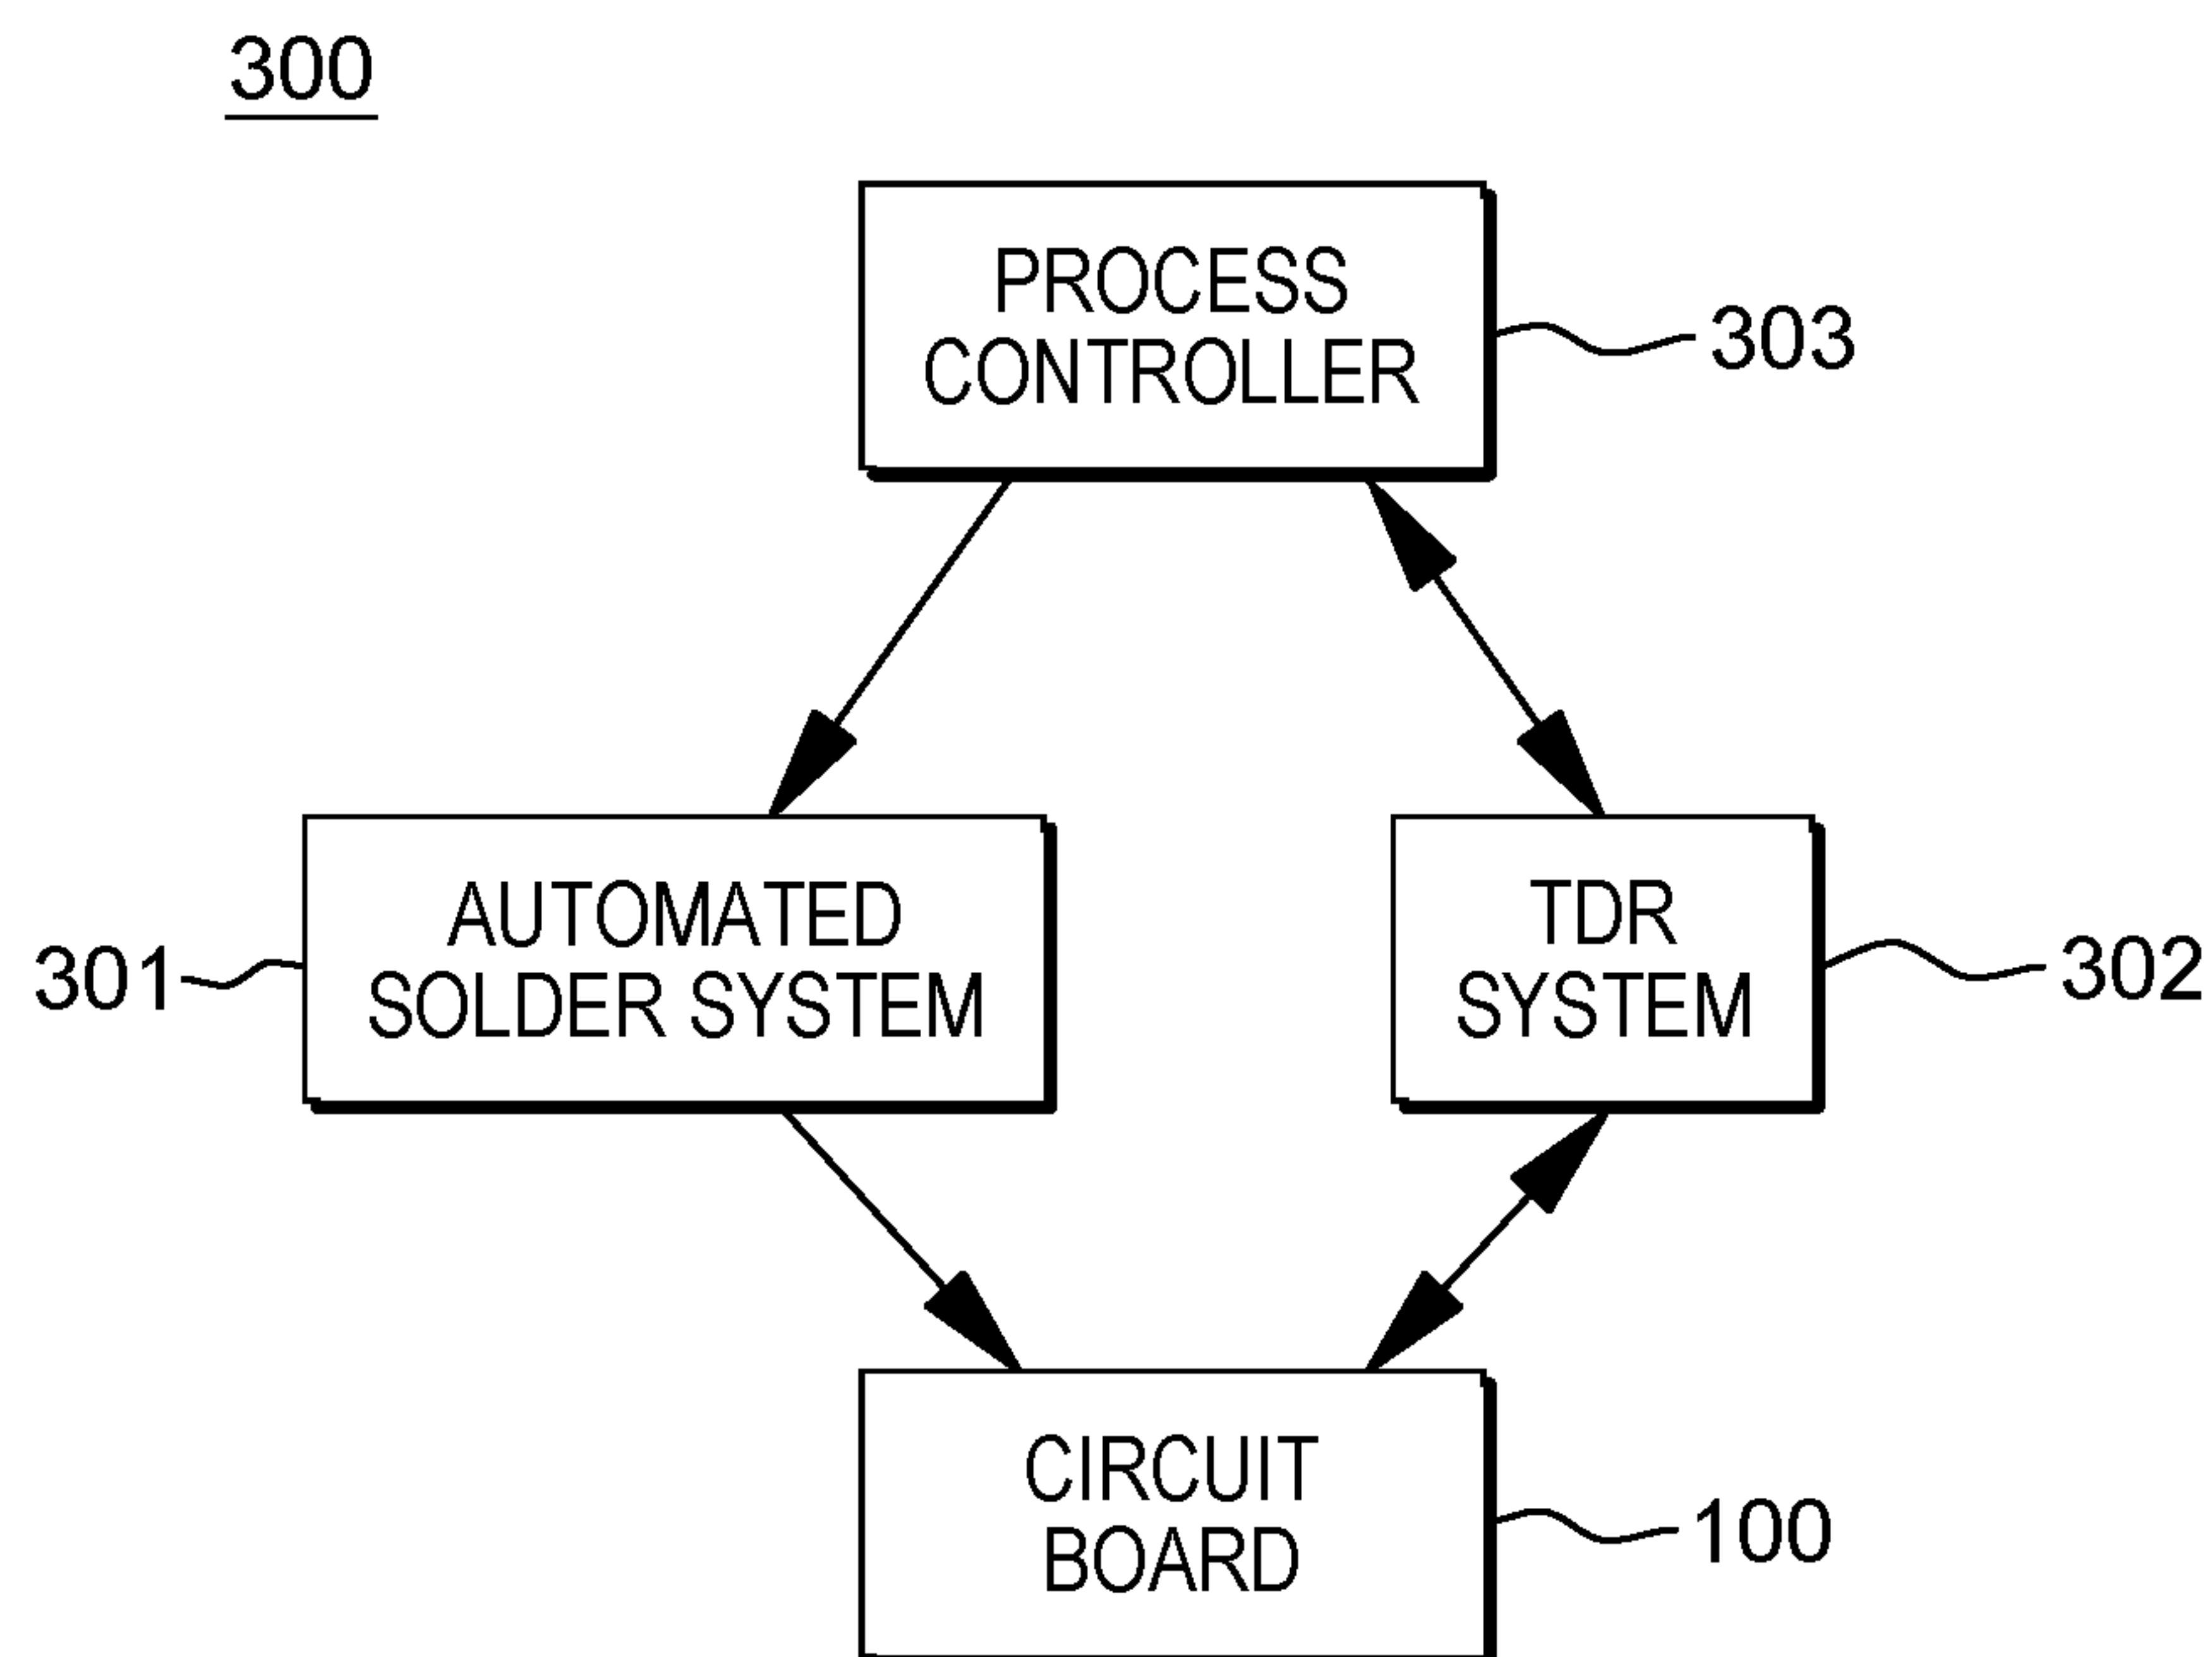 300
PROCESS
CONTROLLER
303
AUTOMATED
SOLDER SYSTEM
301
TDR
SYSTEM
302
CIRCUIT
BOARD
100